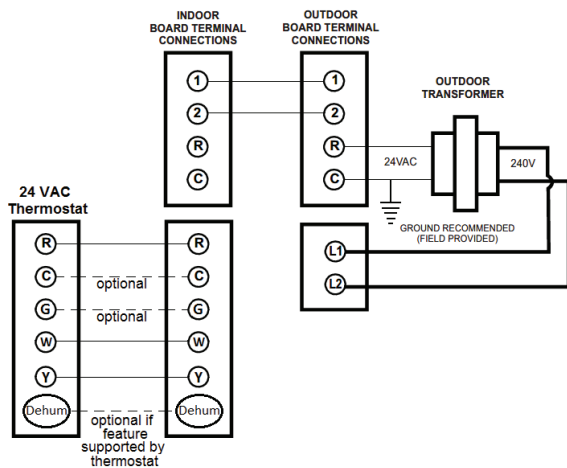 INDOOR
BOARD TERMINAL
CONNECTIONS
OUTDOOR
BOARD TERMINAL
CONNECTIONS
1
1
2
2
R
R
C
C
OUTDOOR
TRANSFORMER
24VAC
240V
GROUND RECOMMENDED
(FIELD PROVIDED)
L1
L2
24 VAC
Thermostat
R
R
C
C
optional
G
G
optional
W
W
Y
Y
Dehum
Dehum
optional if
feature
supported by
thermostat